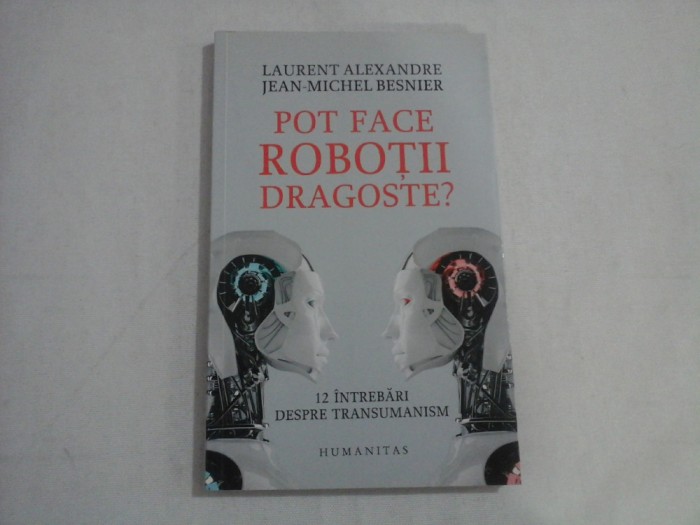 LAURENT ALEXANDRE
JEAN-MICHEL BESNIER
POT FACE
ROBOȚII
DRAGOSTE?
12 ÎNTREBĂRI
DESPRE TRANSUMANISM
HUMANITAS